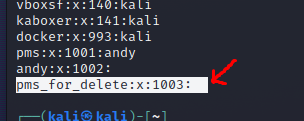 vboxsf:x:140:kali
kaboxer:x:141:kali
docker:x:993:kali
pms:x:1001:andy
andy:x:1002:
pms_for_delete:x:1003:
┌──(kali㉿kali)-[~]